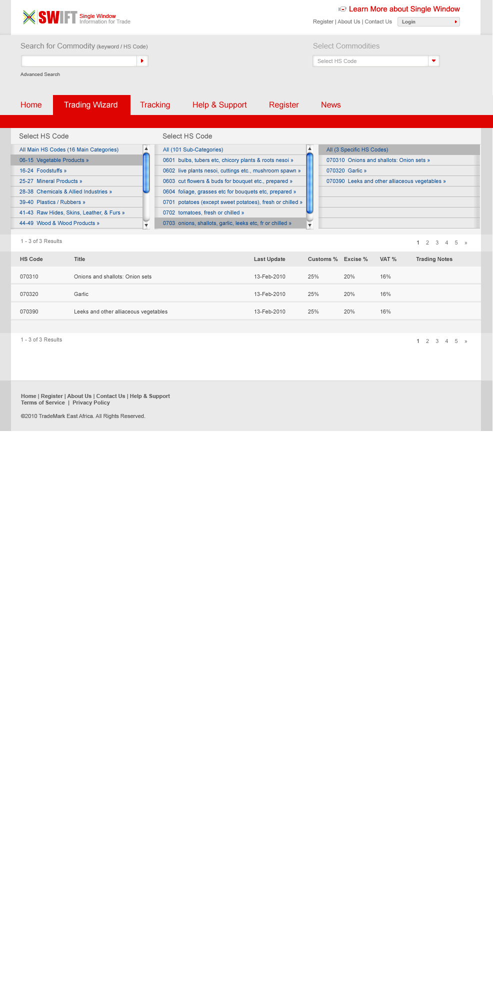 SWIFT Single Window
Information for Trade
Learn More about Single Window
Register | About Us | Contact Us Login
Search for Commodity (keyword / HS Code)
Select Commodities
Select HS Code
Advanced Search
Home Trading Wizard Tracking Help & Support Register News
Select HS Code
All Main HS Codes (16 Main Categories)
06-15 Vegetable Products »
16-24 Foodstuffs »
25-27 Mineral Products »
28-38 Chemicals & Allied Industries »
39-40 Plastics / Rubbers »
41-43 Raw Hides, Skins, Leather, & Furs »
44-49 Wood & Wood Products »
Select HS Code
All (101 Sub-Categories)
0601 bulbs, tubers etc, chicory plants & roots nesoi »
0602 live plants nesoi, cuttings etc., mushroom spawn »
0603 cut flowers & buds for bouquet etc., prepared »
0604 foliage, grasses etc for bouquets etc, prepared »
0701 potatoes (except sweet potatoes), fresh or chilled »
0702 tomatoes, fresh or chilled »
0703 onions, shallots, garlic, leeks etc, fr or chilled »
All (3 Specific HS Codes)
070310 Onions and shallots: Onion sets »
070320 Garlic »
070390 Leeks and other alliaceous vegetables »
1 - 3 of 3 Results 1 2 3 4 5 »
HS Code Title Last Update Customs % Excise % VAT % Trading Notes
070310 Onions and shallots: Onion sets 13-Feb-2010 25% 20% 16%
070320 Garlic 13-Feb-2010 25% 20% 16%
070390 Leeks and other alliaceous vegetables 13-Feb-2010 25% 20% 16%
1 - 3 of 3 Results 1 2 3 4 5 »
Home | Register | About Us | Contact Us | Help & Support
Terms of Service | Privacy Policy
©2010 TradeMark East Africa. All Rights Reserved.